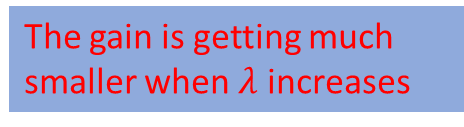 The gain is getting much
smaller when 𝜆 increases